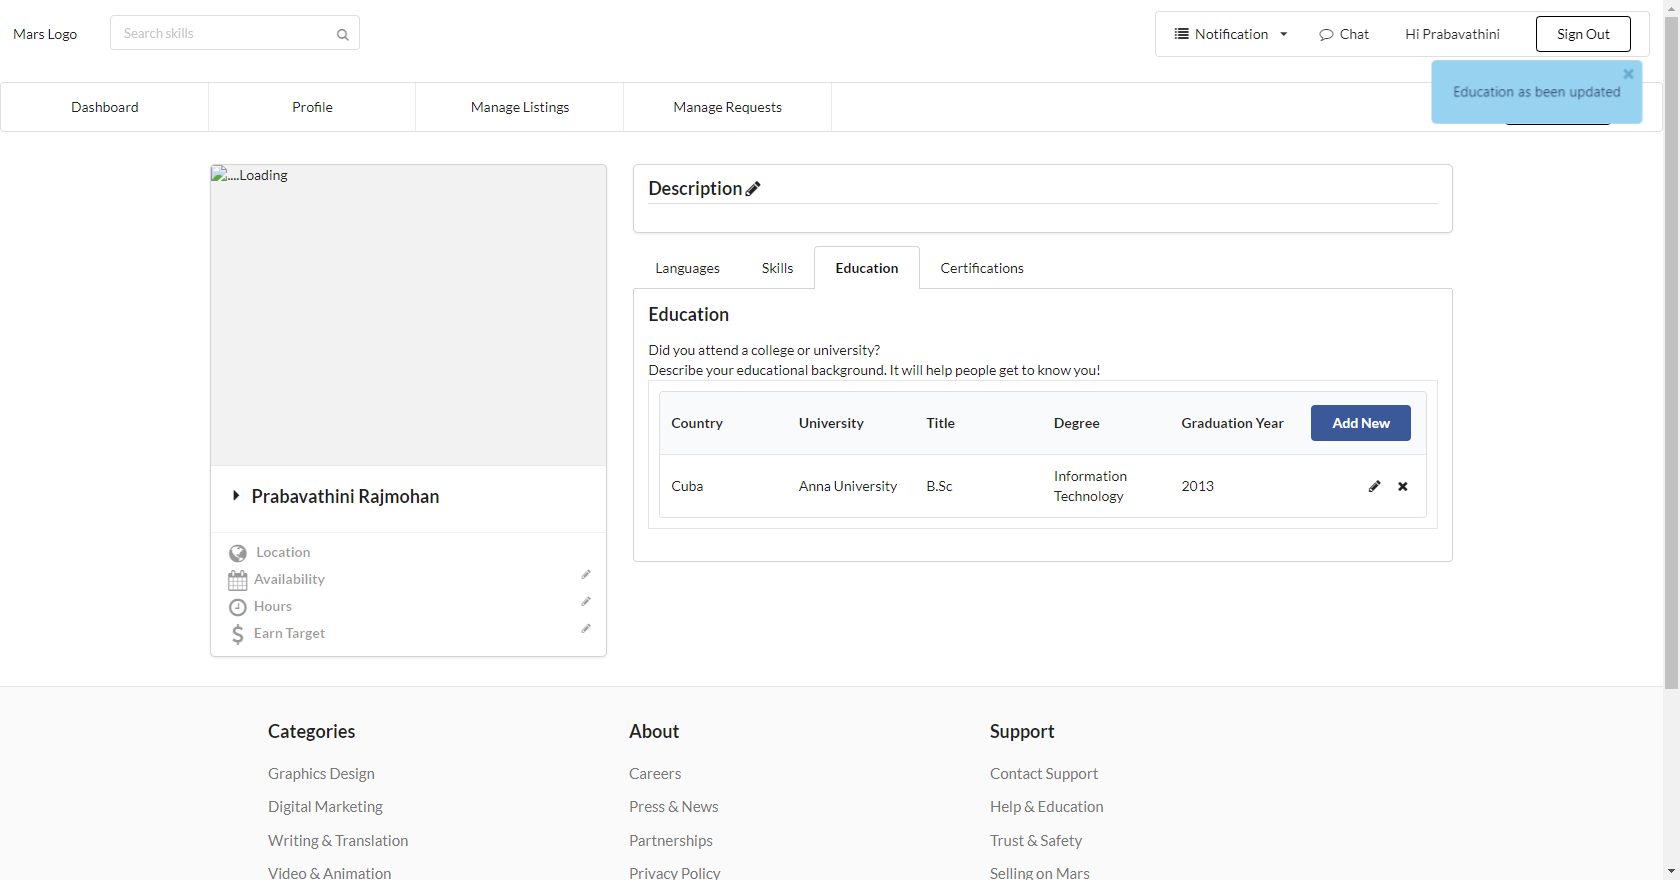 Mars Logo
Search skills
Notification
Chat
Hi Prabavathini
Sign Out
Education as been updated
Dashboard
Profile
Manage Listings
Manage Requests
....Loading
Prabavathini Rajmohan
Location
Availability
Hours
Earn Target
Description
Languages
Skills
Education
Certifications
Education
Did you attend a college or university?
Describe your educational background. It will help people get to know you!
Country University Title Degree Graduation Year Add New
Cuba Anna University B.Sc Information Technology 2013
Categories
Graphics Design
Digital Marketing
Writing & Translation
Video & Animation
About
Careers
Press & News
Partnerships
Privacy Policy
Support
Contact Support
Help & Education
Trust & Safety
Selling on Mars